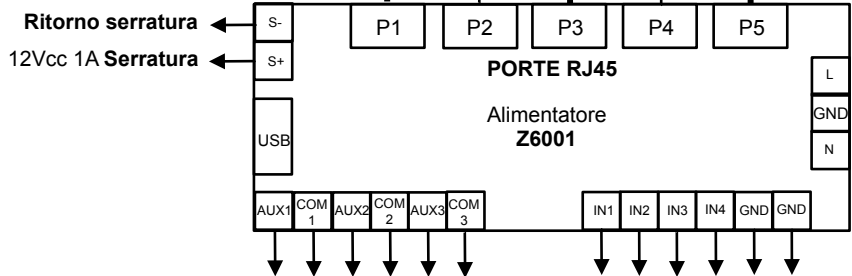 Ritorno serratura S- P1 P2 P3 P4 P5
12Vcc 1A Serratura S+ PORTE RJ45
L
Alimentatore GND
Z6001
USB N
AUX1 COM 1 AUX2 COM 2 AUX3 COM 3 IN1 IN2 IN3 IN4 GND GND